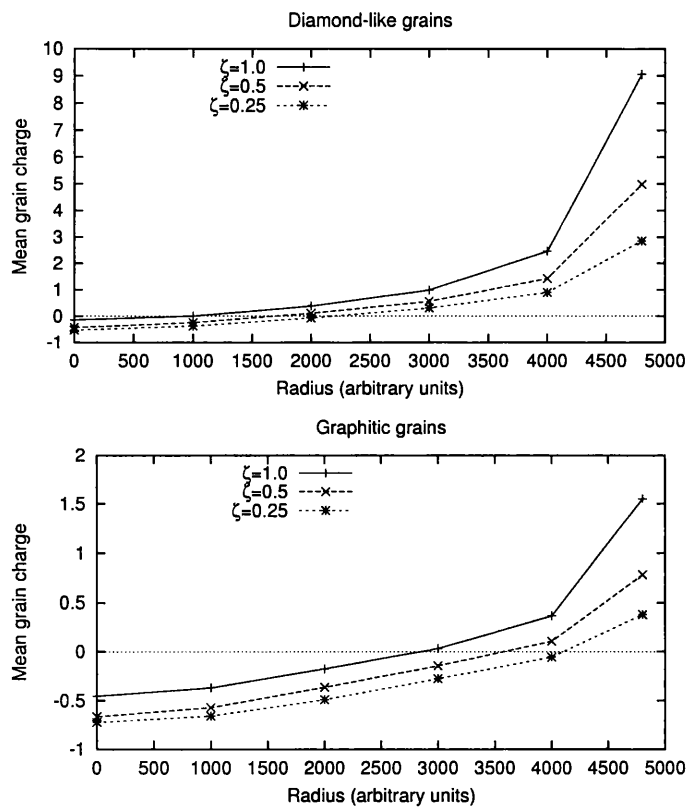 Diamond-like grains
10
9
8
7
6
5
4
3
2
1
0
-1
Mean grain charge
ζ=1.0
ζ=0.5
ζ=0.25
0 500 1000 1500 2000 2500 3000 3500 4000 4500 5000
Radius (arbitrary units)
Graphitic grains
2
1.5
1
0.5
0
-0.5
-1
Mean grain charge
ζ=1.0
ζ=0.5
ζ=0.25
0 500 1000 1500 2000 2500 3000 3500 4000 4500 5000
Radius (arbitrary units)